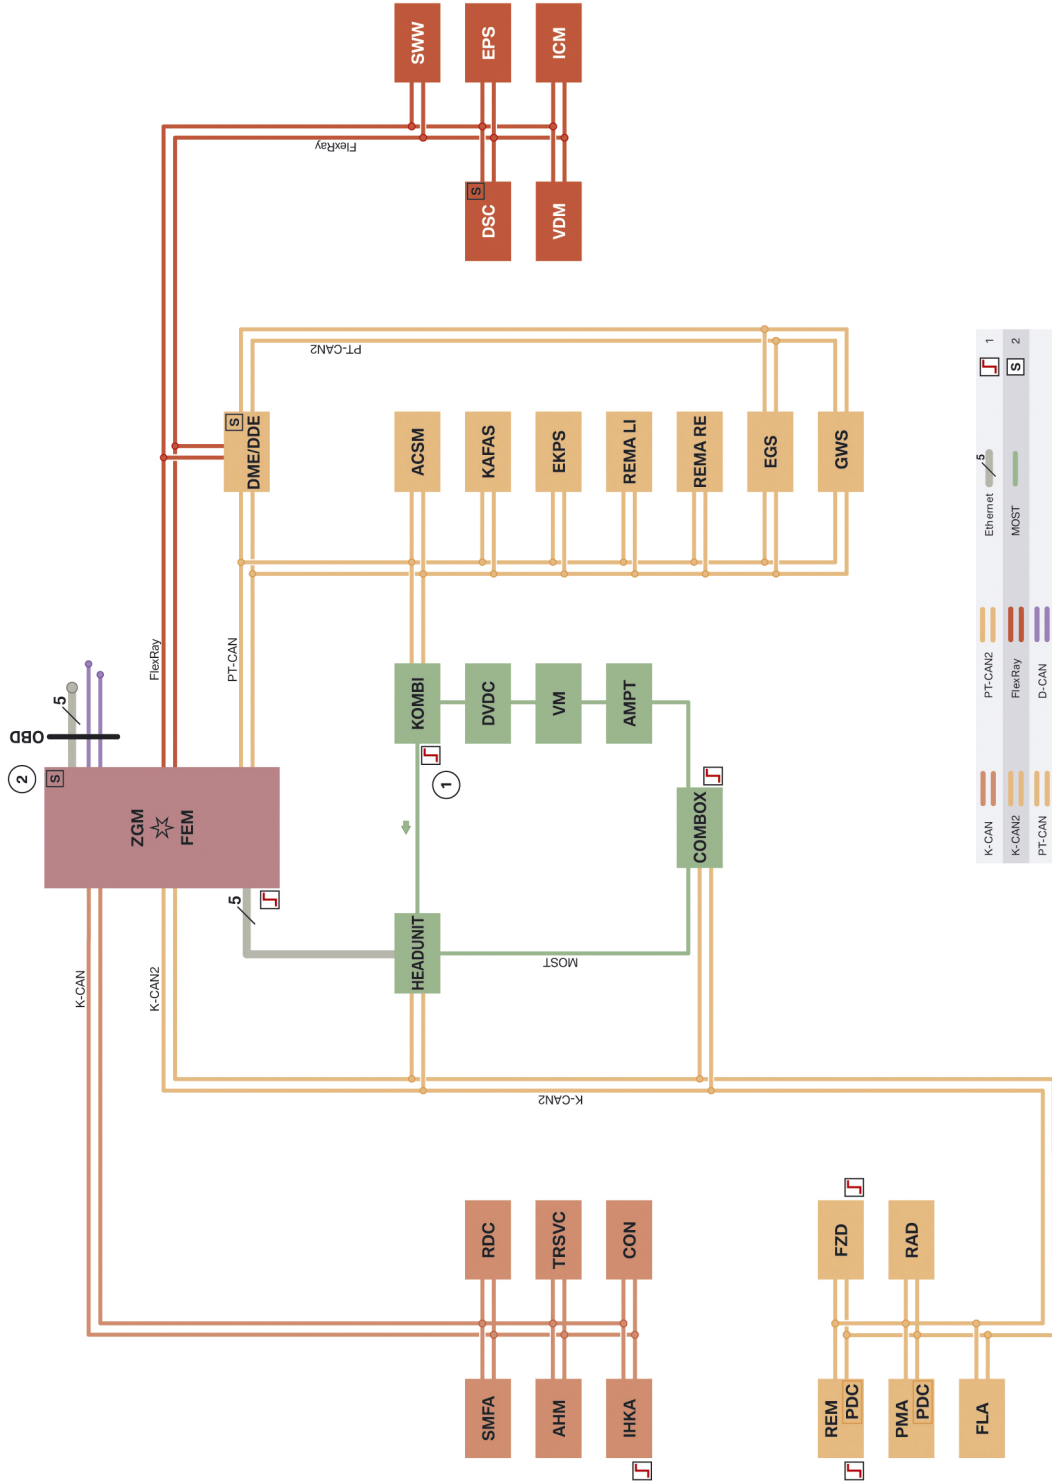 SWW
EPS
ICM
FlexRay
S
DSC
VDM
PT-CAN2
S
DME/DDE
ACSM
KAFAS
EKPS
REMA LI
REMA RE
EGS
GWS
FlexRay
PT-CAN
5
OBD
2
S
ZGM
FEM
KOMBI
DVDC
VM
AMPT
1
COMBOX
5
HEADUNIT
MOST
K-CAN
K-CAN2
K-CAN2
RDC
TRSVC
CON
SMFA
AHM
IHKA
FZD
RAD
REM
PDC
PMA
PDC
FLA
K-CAN
PT-CAN2
Ethernet
5
1
K-CAN2
FlexRay
MOST
S
2
PT-CAN
D-CAN